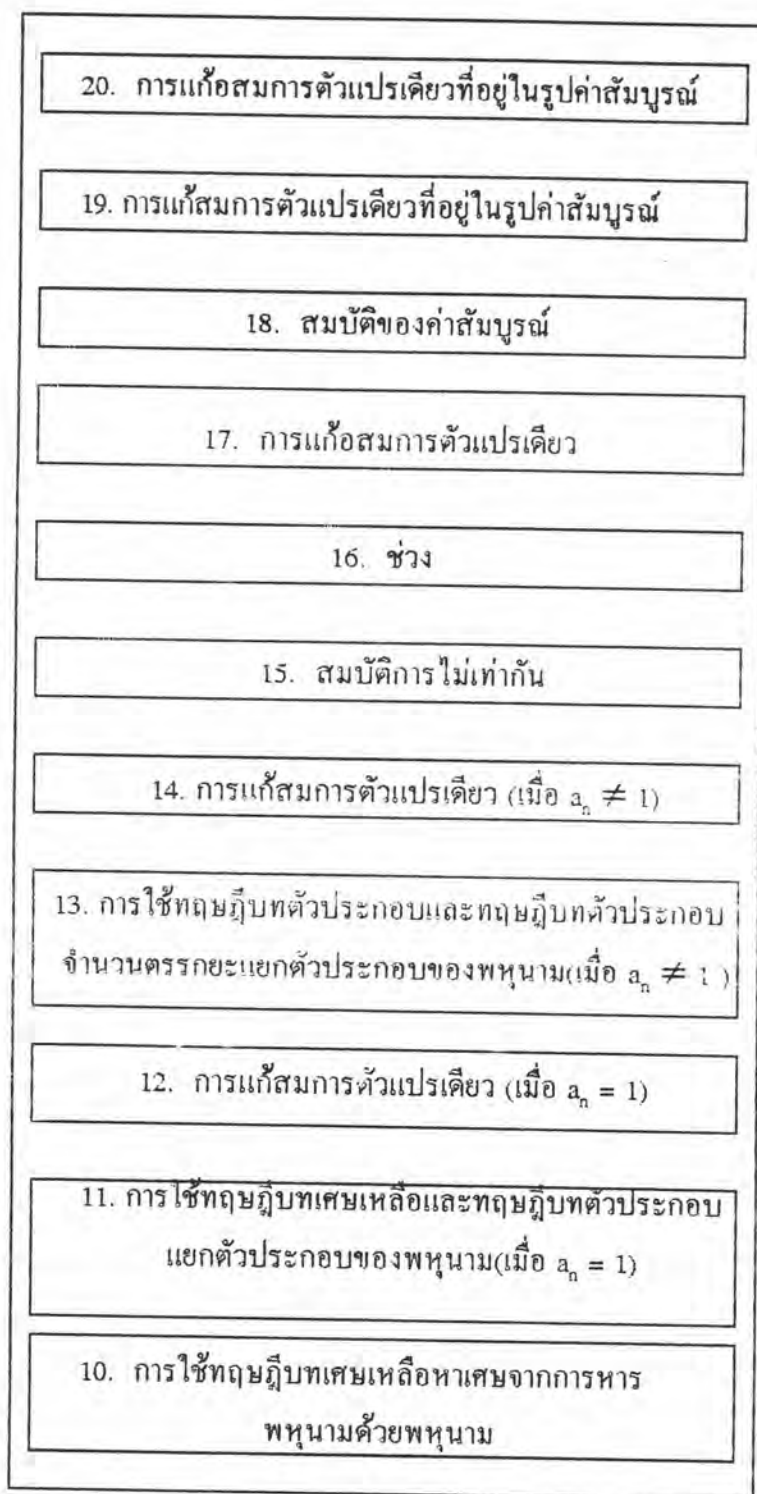 20. การแก้อสมการตัวแปรเดียวที่อยู่ในรูปค่าสัมบูรณ์
19. การแก้สมการตัวแปรเดียวที่อยู่ในรูปค่าสัมบูรณ์
18. สมบัติของค่าสัมบูรณ์
17. การแก้อสมการตัวแปรเดียว
16. ช่วง
15. สมบัติการไม่เท่ากัน
14. การแก้สมการตัวแปรเดียว (เมื่อ aₙ ≠ 1)
13. การใช้ทฤษฎีบทตัวประกอบและทฤษฎีบทตัวประกอบ
จำนวนตรรกยะแยกตัวประกอบของพหุนาม(เมื่อ aₙ ≠ 1 )
12. การแก้สมการตัวแปรเดียว (เมื่อ aₙ = 1)
11. การใช้ทฤษฎีบทเศษเหลือและทฤษฎีบทตัวประกอบ
แยกตัวประกอบของพหุนาม(เมื่อ aₙ = 1)
10. การใช้ทฤษฎีบทเศษเหลือหาเศษจากการหาร
พหุนามด้วยพหุนาม